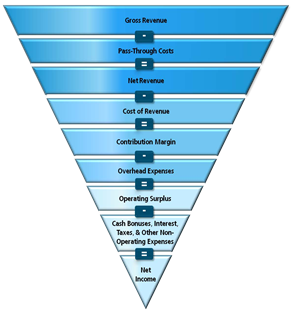 Gross Revenue
-
Pass-Through Costs
=
Net Revenue
-
Cost of Revenue
=
Contribution Margin
-
Overhead Expenses
=
Operating Surplus
-
Cash Bonuses, Interest,
Taxes, & Other Non-
Operating Expenses
=
Net
Income